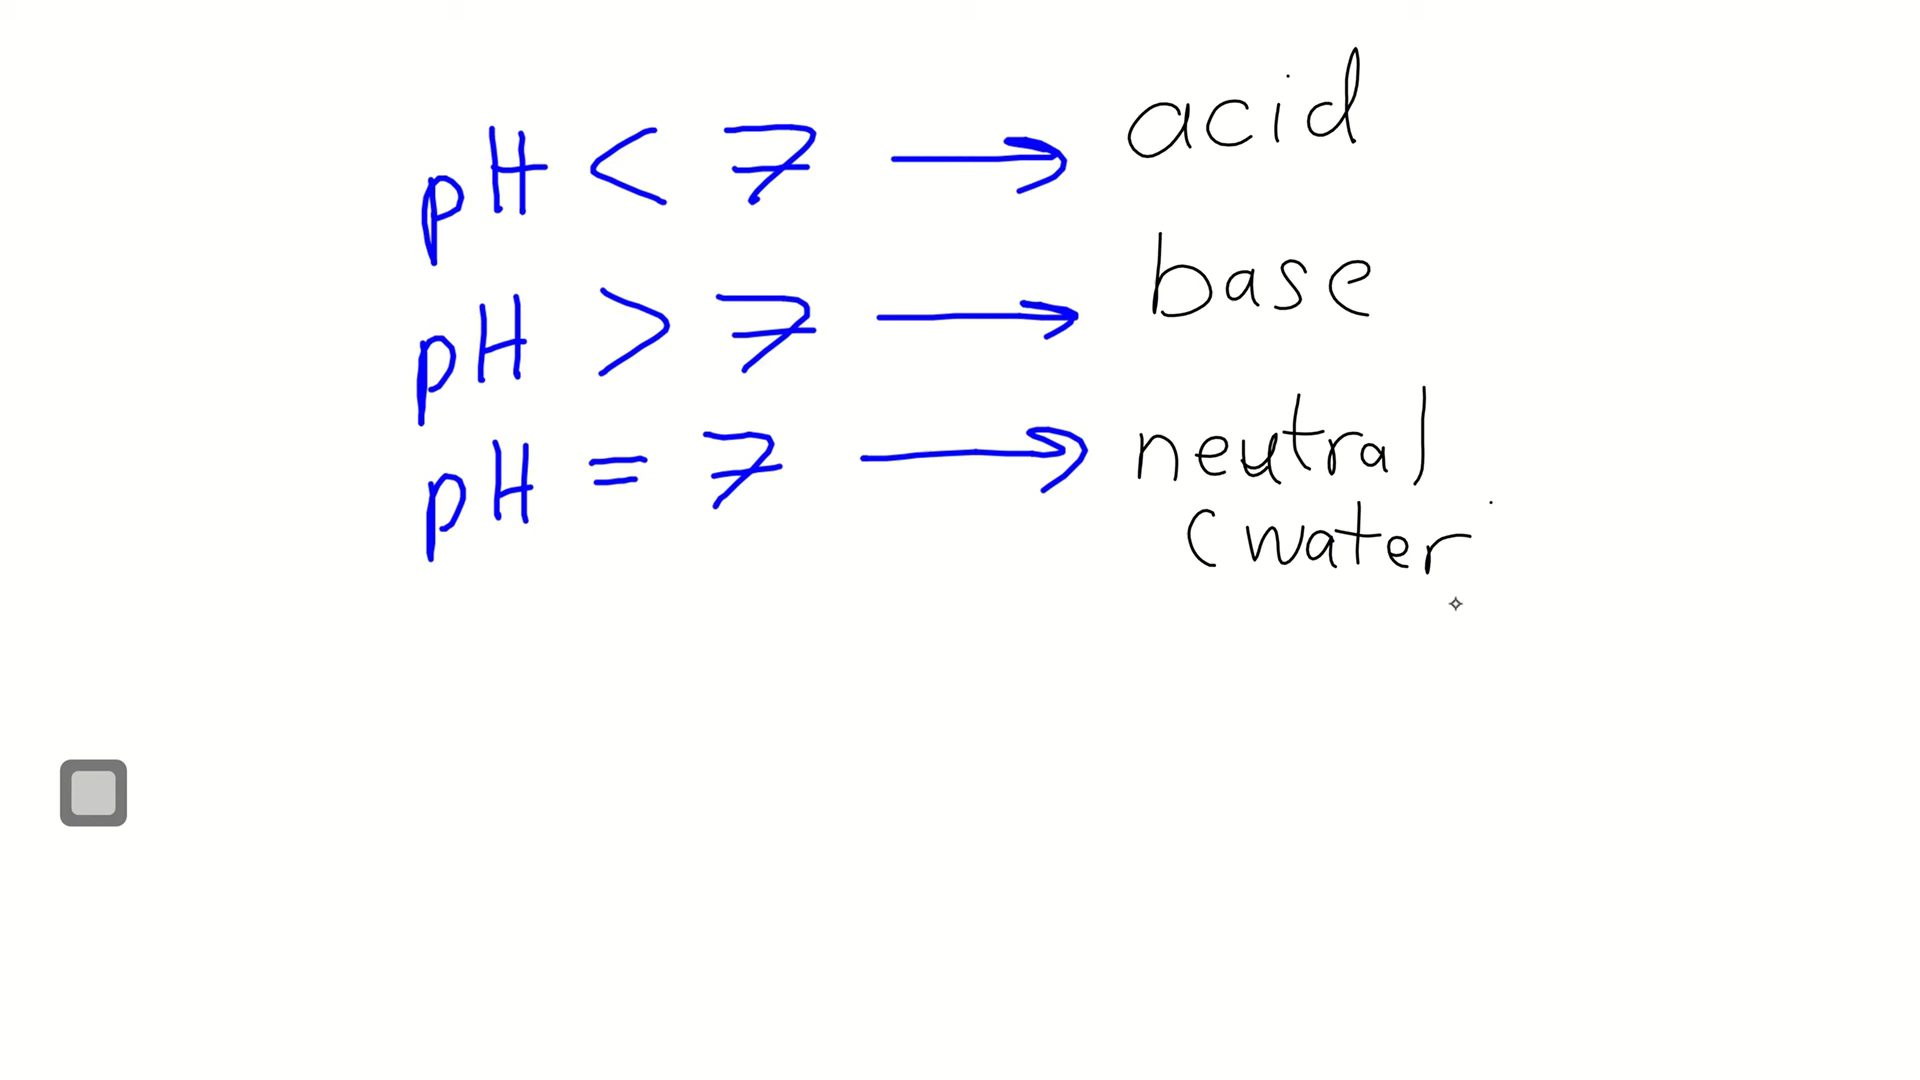 pH < 7 → acid
pH > 7 → base
pH = 7 → neutral
(water